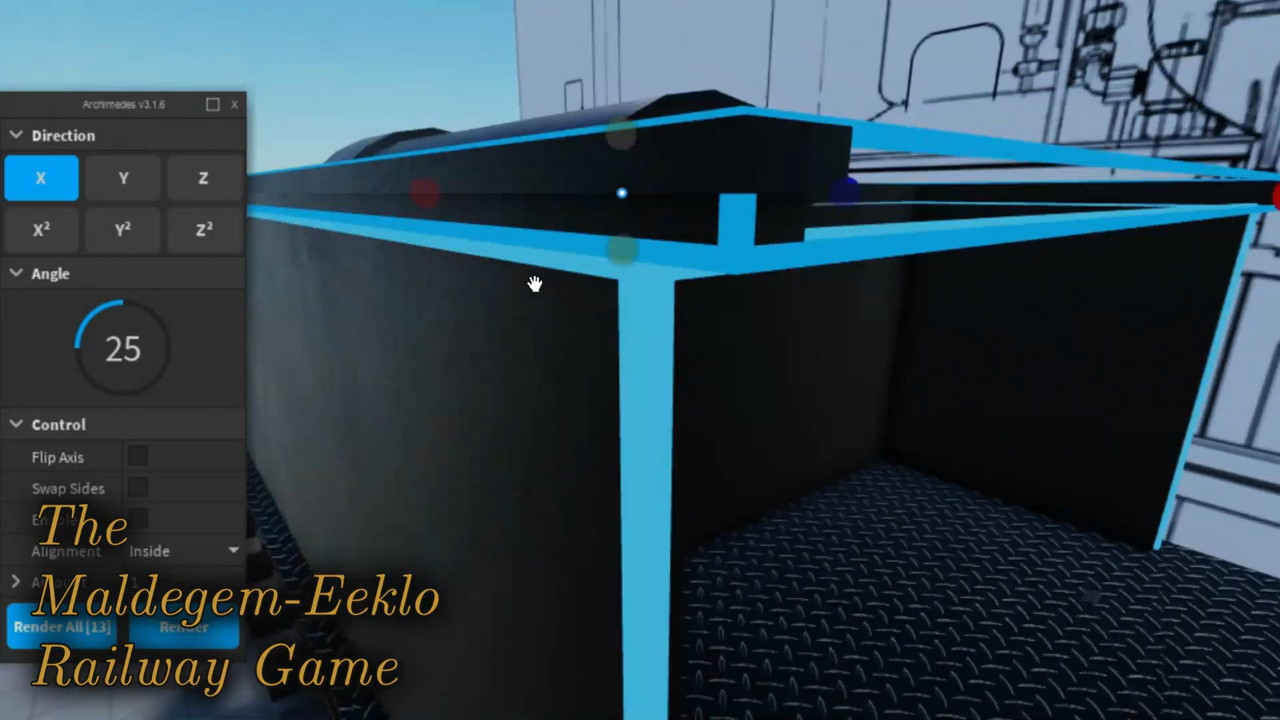 Archimedes v3.1.6
Direction
X Y Z
X² Y² Z²
Angle
25
Control
Flip Axis
Swap Sides
The
Alignment Inside
Maldegem-Eeklo
Render All [13] Render
Railway Game